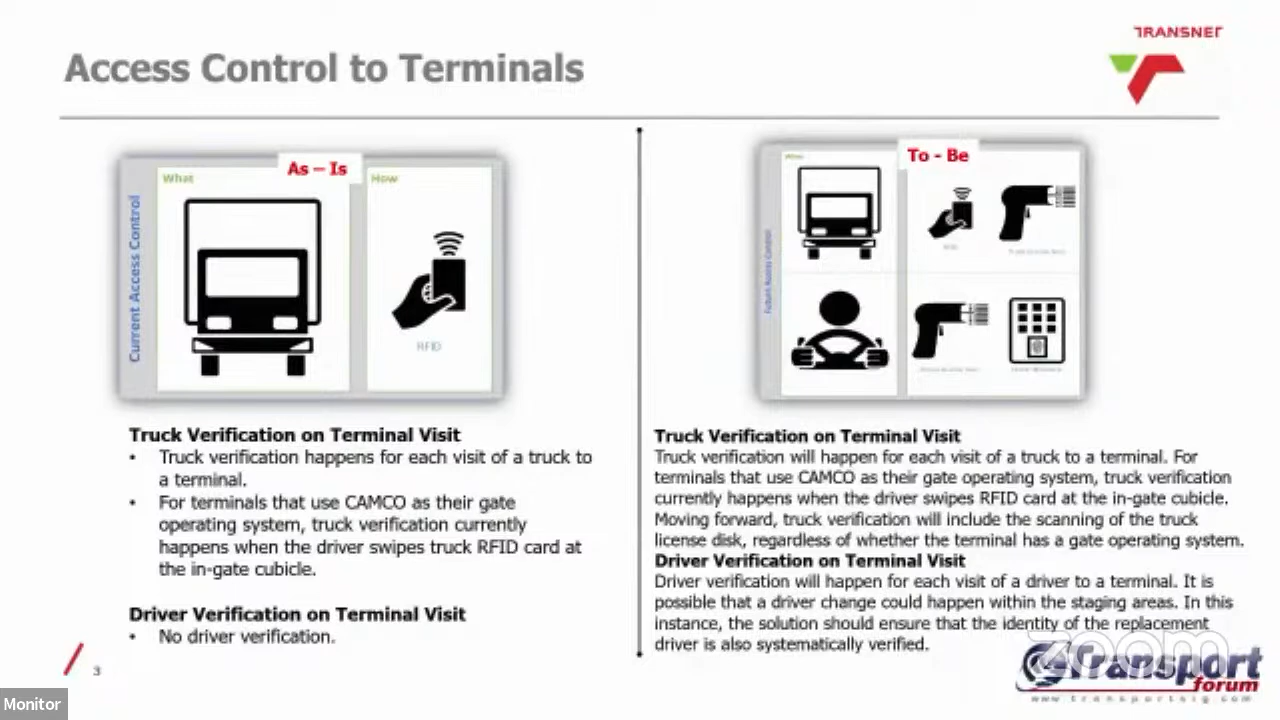 TRANSNET
Access Control to Terminals
As – Is
What
How
Current Access Control
RFID
To - Be
What
Future Access Control
RFID
Truck Verification on Terminal Visit
• Truck verification happens for each visit of a truck to
a terminal.
• For terminals that use CAMCO as their gate
operating system, truck verification currently
happens when the driver swipes truck RFID card at
the in-gate cubicle.
Driver Verification on Terminal Visit
• No driver verification.
Truck Verification on Terminal Visit
Truck verification will happen for each visit of a truck to a terminal. For
terminals that use CAMCO as their gate operating system, truck verification
currently happens when the driver swipes RFID card at the in-gate cubicle.
Moving forward, truck verification will include the scanning of the truck
license disk, regardless of whether the terminal has a gate operating system.
Driver Verification on Terminal Visit
Driver verification will happen for each visit of a driver to a terminal. It is
possible that a driver change could happen within the staging areas. In this
instance, the solution should ensure that the identity of the replacement
driver is also systematically verified.
3
zoom
Transport
forum
www.transportsig.com
Monitor